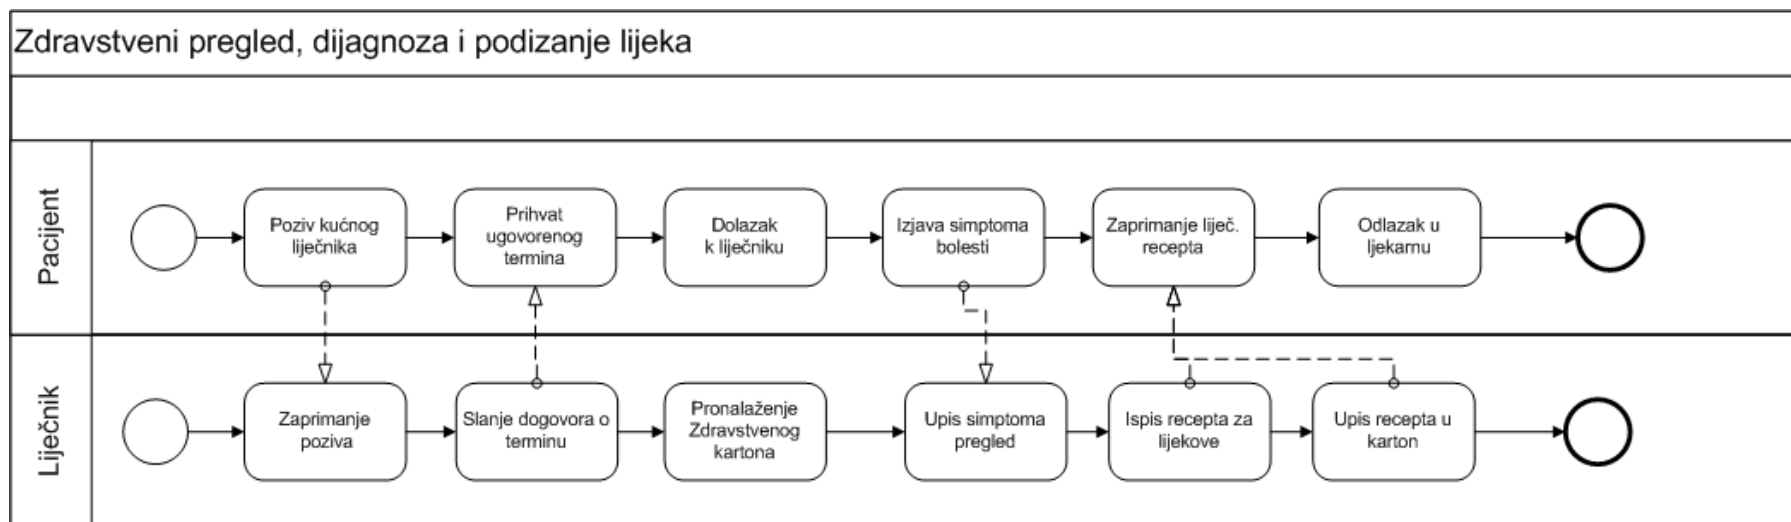 Zdravstveni pregled, dijagnoza i podizanje lijeka
Pacijent
Poziv kućnog
liječnika
Prihvat
ugovorenog
termina
Dolazak
k liječniku
Izjava simptoma
bolesti
Zaprimanje liječ.
recepta
Odlazak u
ljekarnu
Liječnik
Zaprimanje
poziva
Slanje dogovora o
terminu
Pronalaženje
Zdravstvenog
kartona
Upis simptoma
pregled
Ispis recepta za
lijekove
Upis recepta u
karton